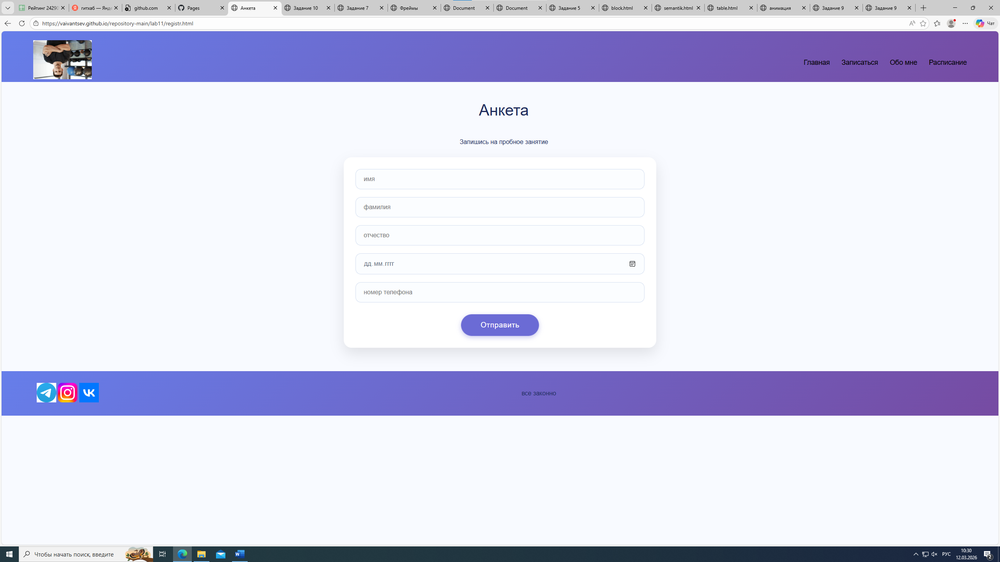 Рейтинг 24290
гитхаб — Янде
github.com
Pages
Анкета
Задание 10
Задание 7
Фреймы
Document
Document
Задание 5
block.html
semantik.html
table.html
анимация
Задание 9
Задание 9
https://vaivantsev.github.io/repository-main/lab11/registr.html
Чат
Главная Записаться Обо мне Расписание
Анкета
Запишись на пробное занятие
имя
фамилия
отчество
дд.мм.гггг
номер телефона
Отправить
все законно
Чтобы начать поиск, введите
РУС
10:30
12.03.2026
2